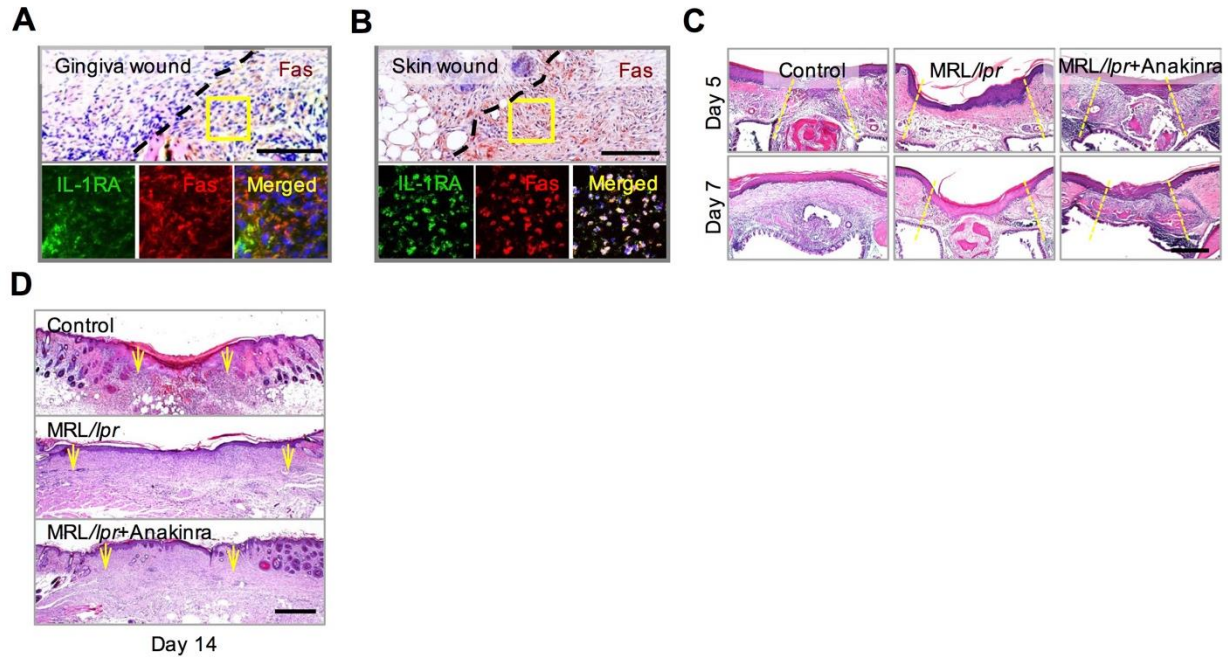 A
Gingiva wound
Fas
IL-1RA
Fas
Merged
B
Skin wound
Fas
IL-1RA
Fas
Merged
C
Control
MRL/lpr
MRL/lpr+Anakinra
Day 5
Day 7
D
Control
MRL/lpr
MRL/lpr+Anakinra
Day 14